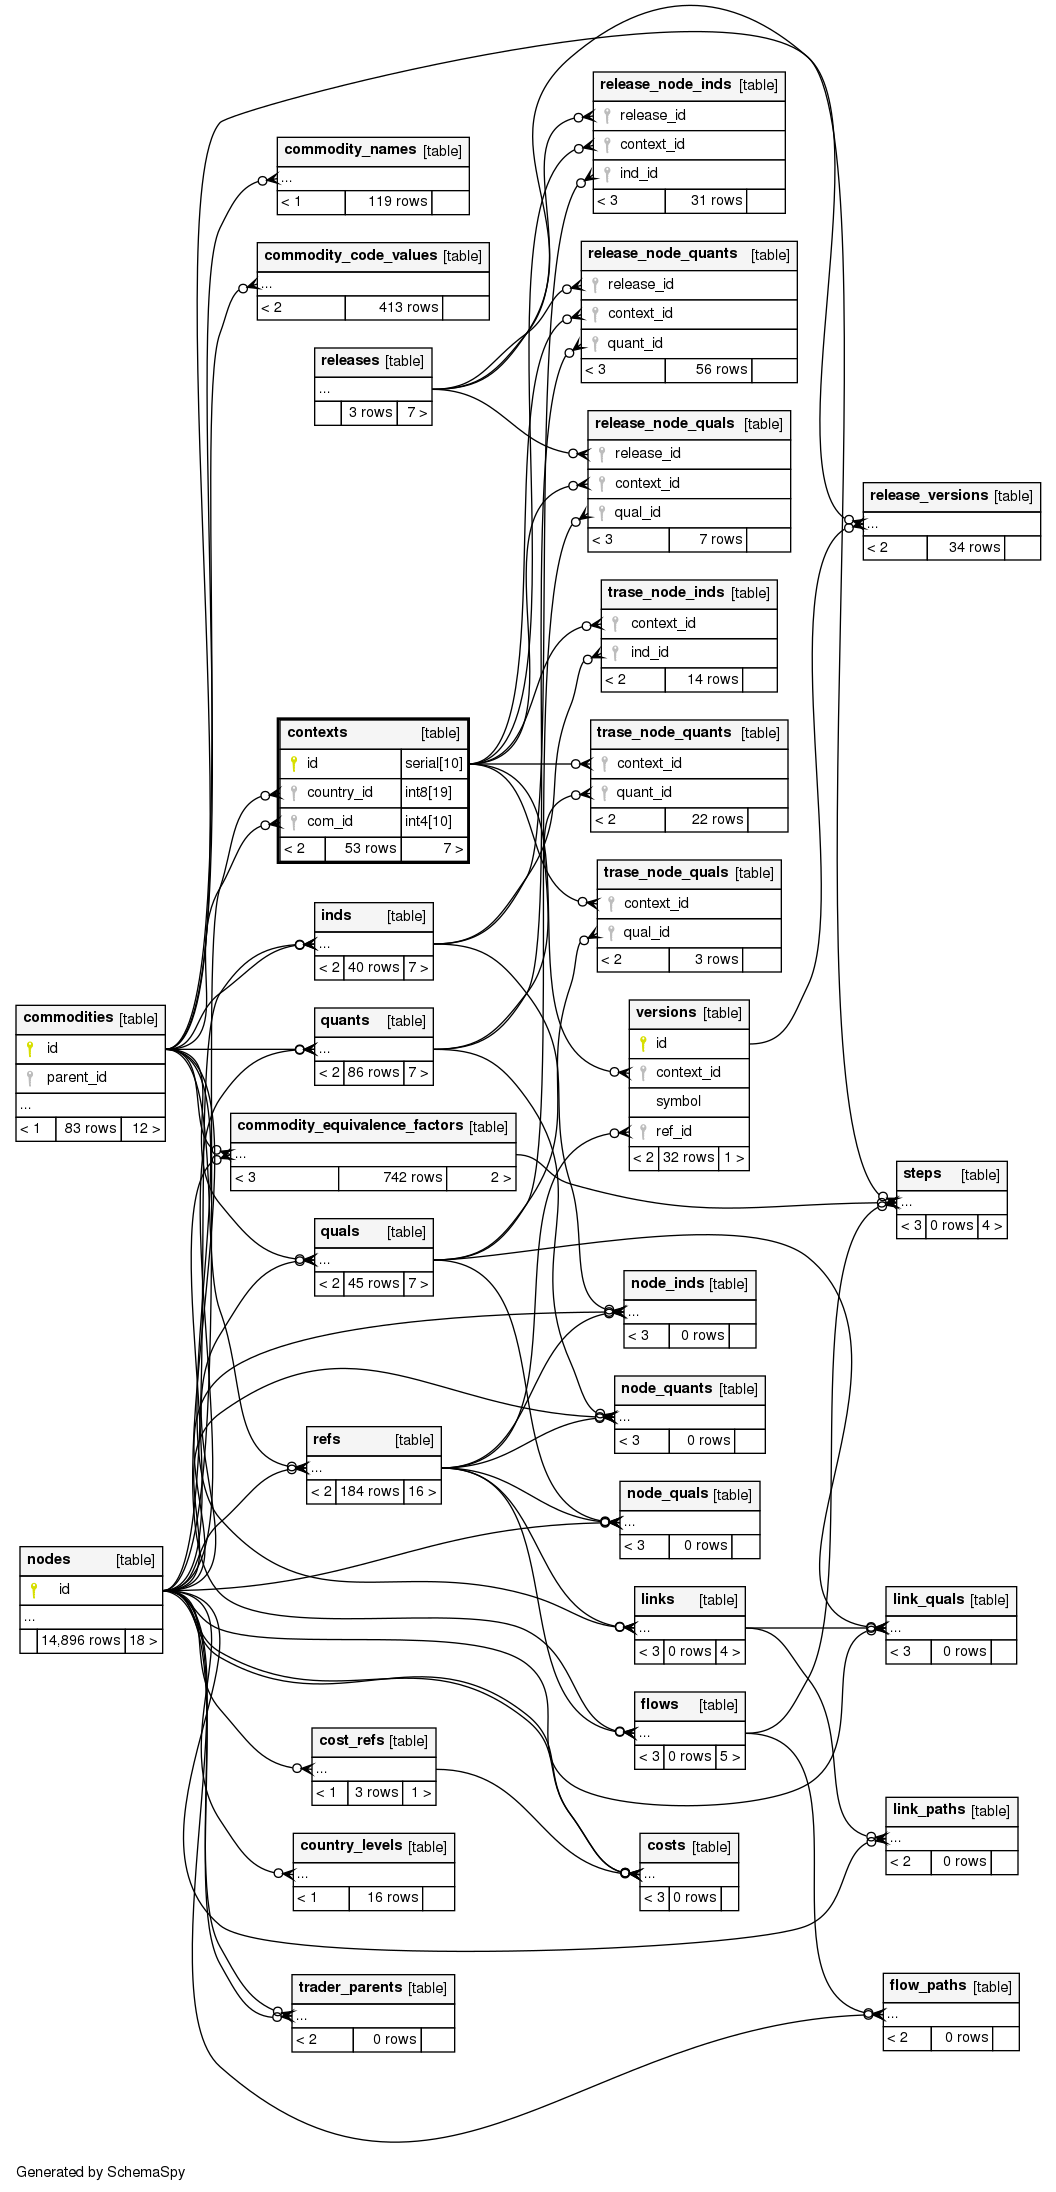 release_node_inds [table]
release_id
context_id
ind_id
< 3 31 rows
commodity_names [table]
...
< 1 119 rows
commodity_code_values [table]
...
< 2 413 rows
release_node_quants [table]
release_id
context_id
quant_id
< 3 56 rows
releases [table]
...
3 rows 7 >
release_node_quals [table]
release_id
context_id
qual_id
< 3 7 rows
release_versions [table]
...
< 2 34 rows
trase_node_inds [table]
context_id
ind_id
< 2 14 rows
contexts [table]
id serial[10]
country_id int8[19]
com_id int4[10]
< 2 53 rows 7 >
trase_node_quants [table]
context_id
quant_id
< 2 22 rows
trase_node_quals [table]
context_id
qual_id
< 2 3 rows
inds [table]
...
< 2 40 rows 7 >
commodities [table]
id
parent_id
...
< 1 83 rows 12 >
quants [table]
...
< 2 86 rows 7 >
versions [table]
id
context_id
symbol
ref_id
< 2 32 rows 1 >
commodity_equivalence_factors [table]
...
< 3 742 rows 2 >
steps [table]
...
< 3 0 rows 4 >
quals [table]
...
< 2 45 rows 7 >
node_inds [table]
...
< 3 0 rows
node_quants [table]
...
< 3 0 rows
refs [table]
...
< 2 184 rows 16 >
node_quals [table]
...
< 3 0 rows
nodes [table]
id
...
14,896 rows 18 >
links [table]
...
< 3 0 rows 4 >
link_quals [table]
...
< 3 0 rows
flows [table]
...
< 3 0 rows 5 >
cost_refs [table]
...
< 1 3 rows 1 >
link_paths [table]
...
< 2 0 rows
country_levels [table]
...
< 1 16 rows
costs [table]
...
< 3 0 rows
trader_parents [table]
...
< 2 0 rows
flow_paths [table]
...
< 2 0 rows
Generated by SchemaSpy